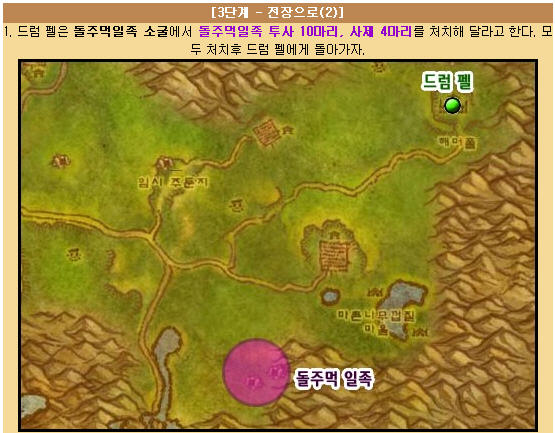 [3단계 - 전장으로(2)]
1. 드럼 펠은 돌주먹일족 소굴에서 돌주먹일족 투사 10마리, 사제 4마리를 처치해 달라고 한다. 모
두 처치후 드럼 펠에게 돌아가자.
드럼 펠
해머폴
임시 주둔지
마른나무껍질
마을
돌주먹 일족